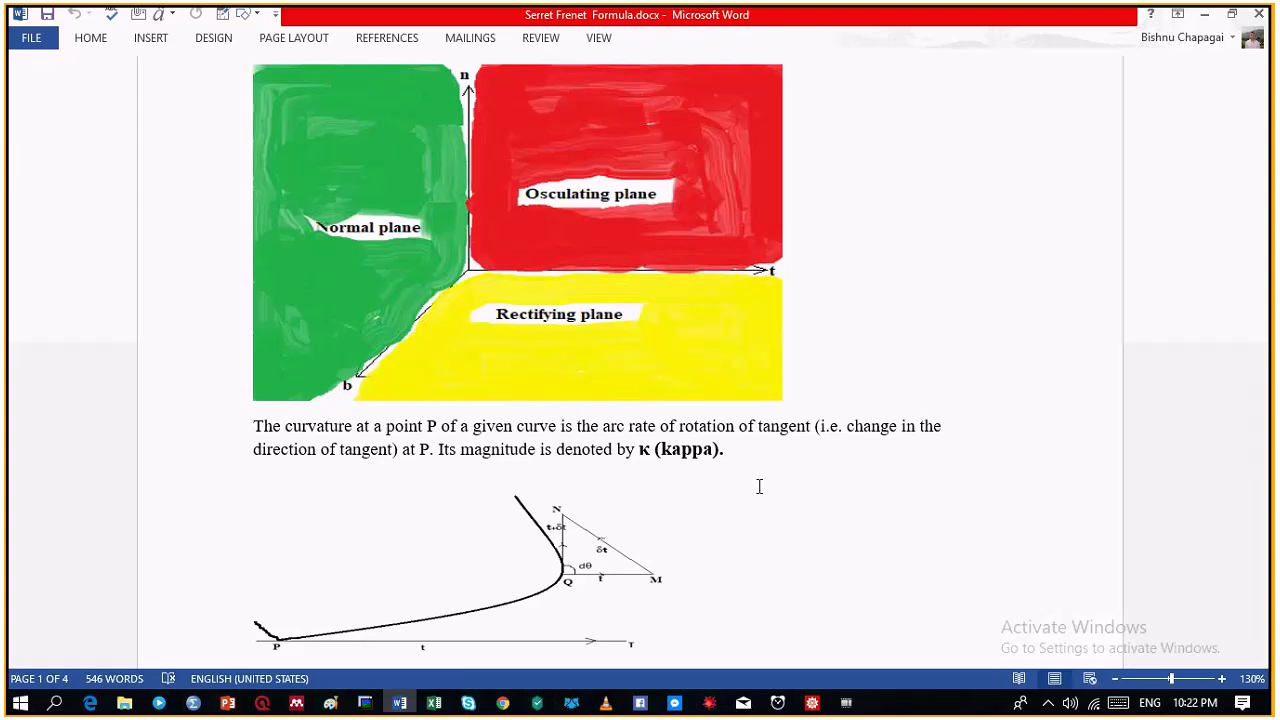 Serret Frenet Formula.docx - Microsoft Word
?
FILE HOME INSERT DESIGN PAGE LAYOUT REFERENCES MAILINGS REVIEW VIEW
Bishnu Chapagai
n
Osculating plane
Normal plane
t
Rectifying plane
b
The curvature at a point P of a given curve is the arc rate of rotation of tangent (i.e. change in the
direction of tangent) at P. Its magnitude is denoted by κ (kappa).
N
t+δt
δt
dθ
Q t M
P t T
Activate Windows
Go to Settings to activate Windows.
PAGE 1 OF 4 546 WORDS ENGLISH (UNITED STATES) 130%
ENG 10:22 PM